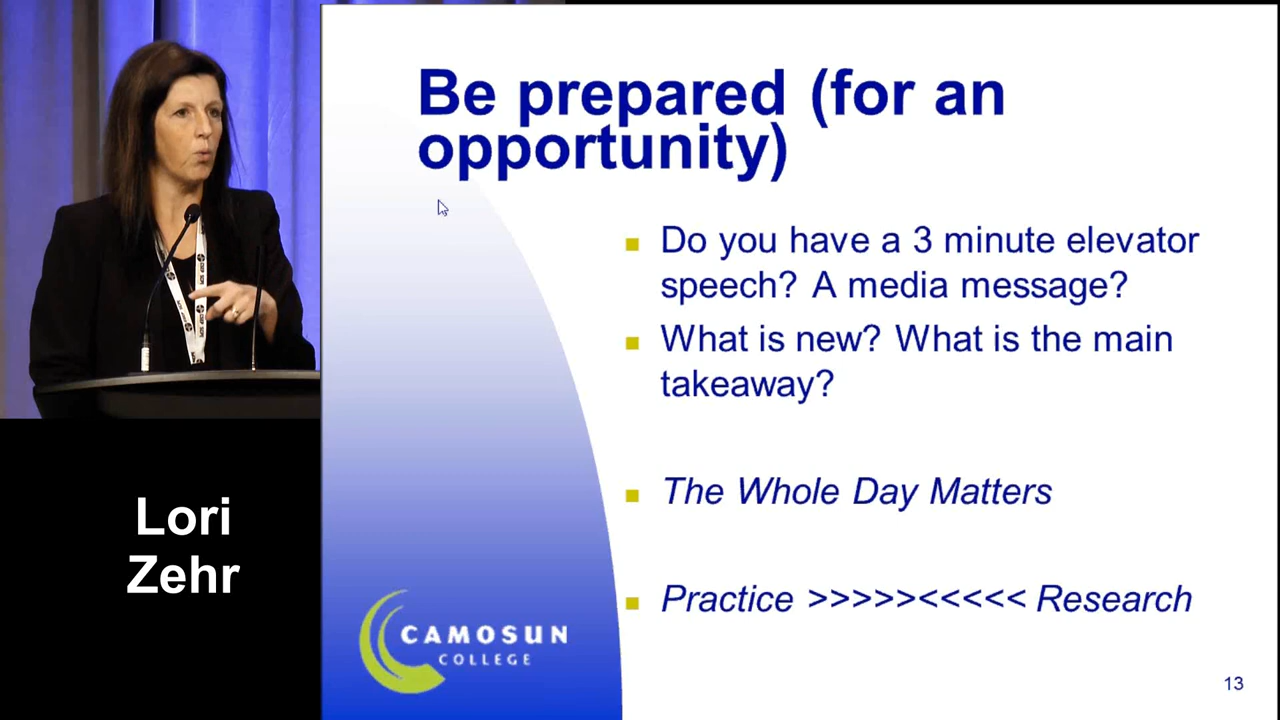 Be prepared (for an
opportunity)
Do you have a 3 minute elevator
speech? A media message?
What is new? What is the main
takeaway?
The Whole Day Matters
Practice >>>>><<<<< Research
CAMOSUN
COLLEGE
13
Lori
Zehr